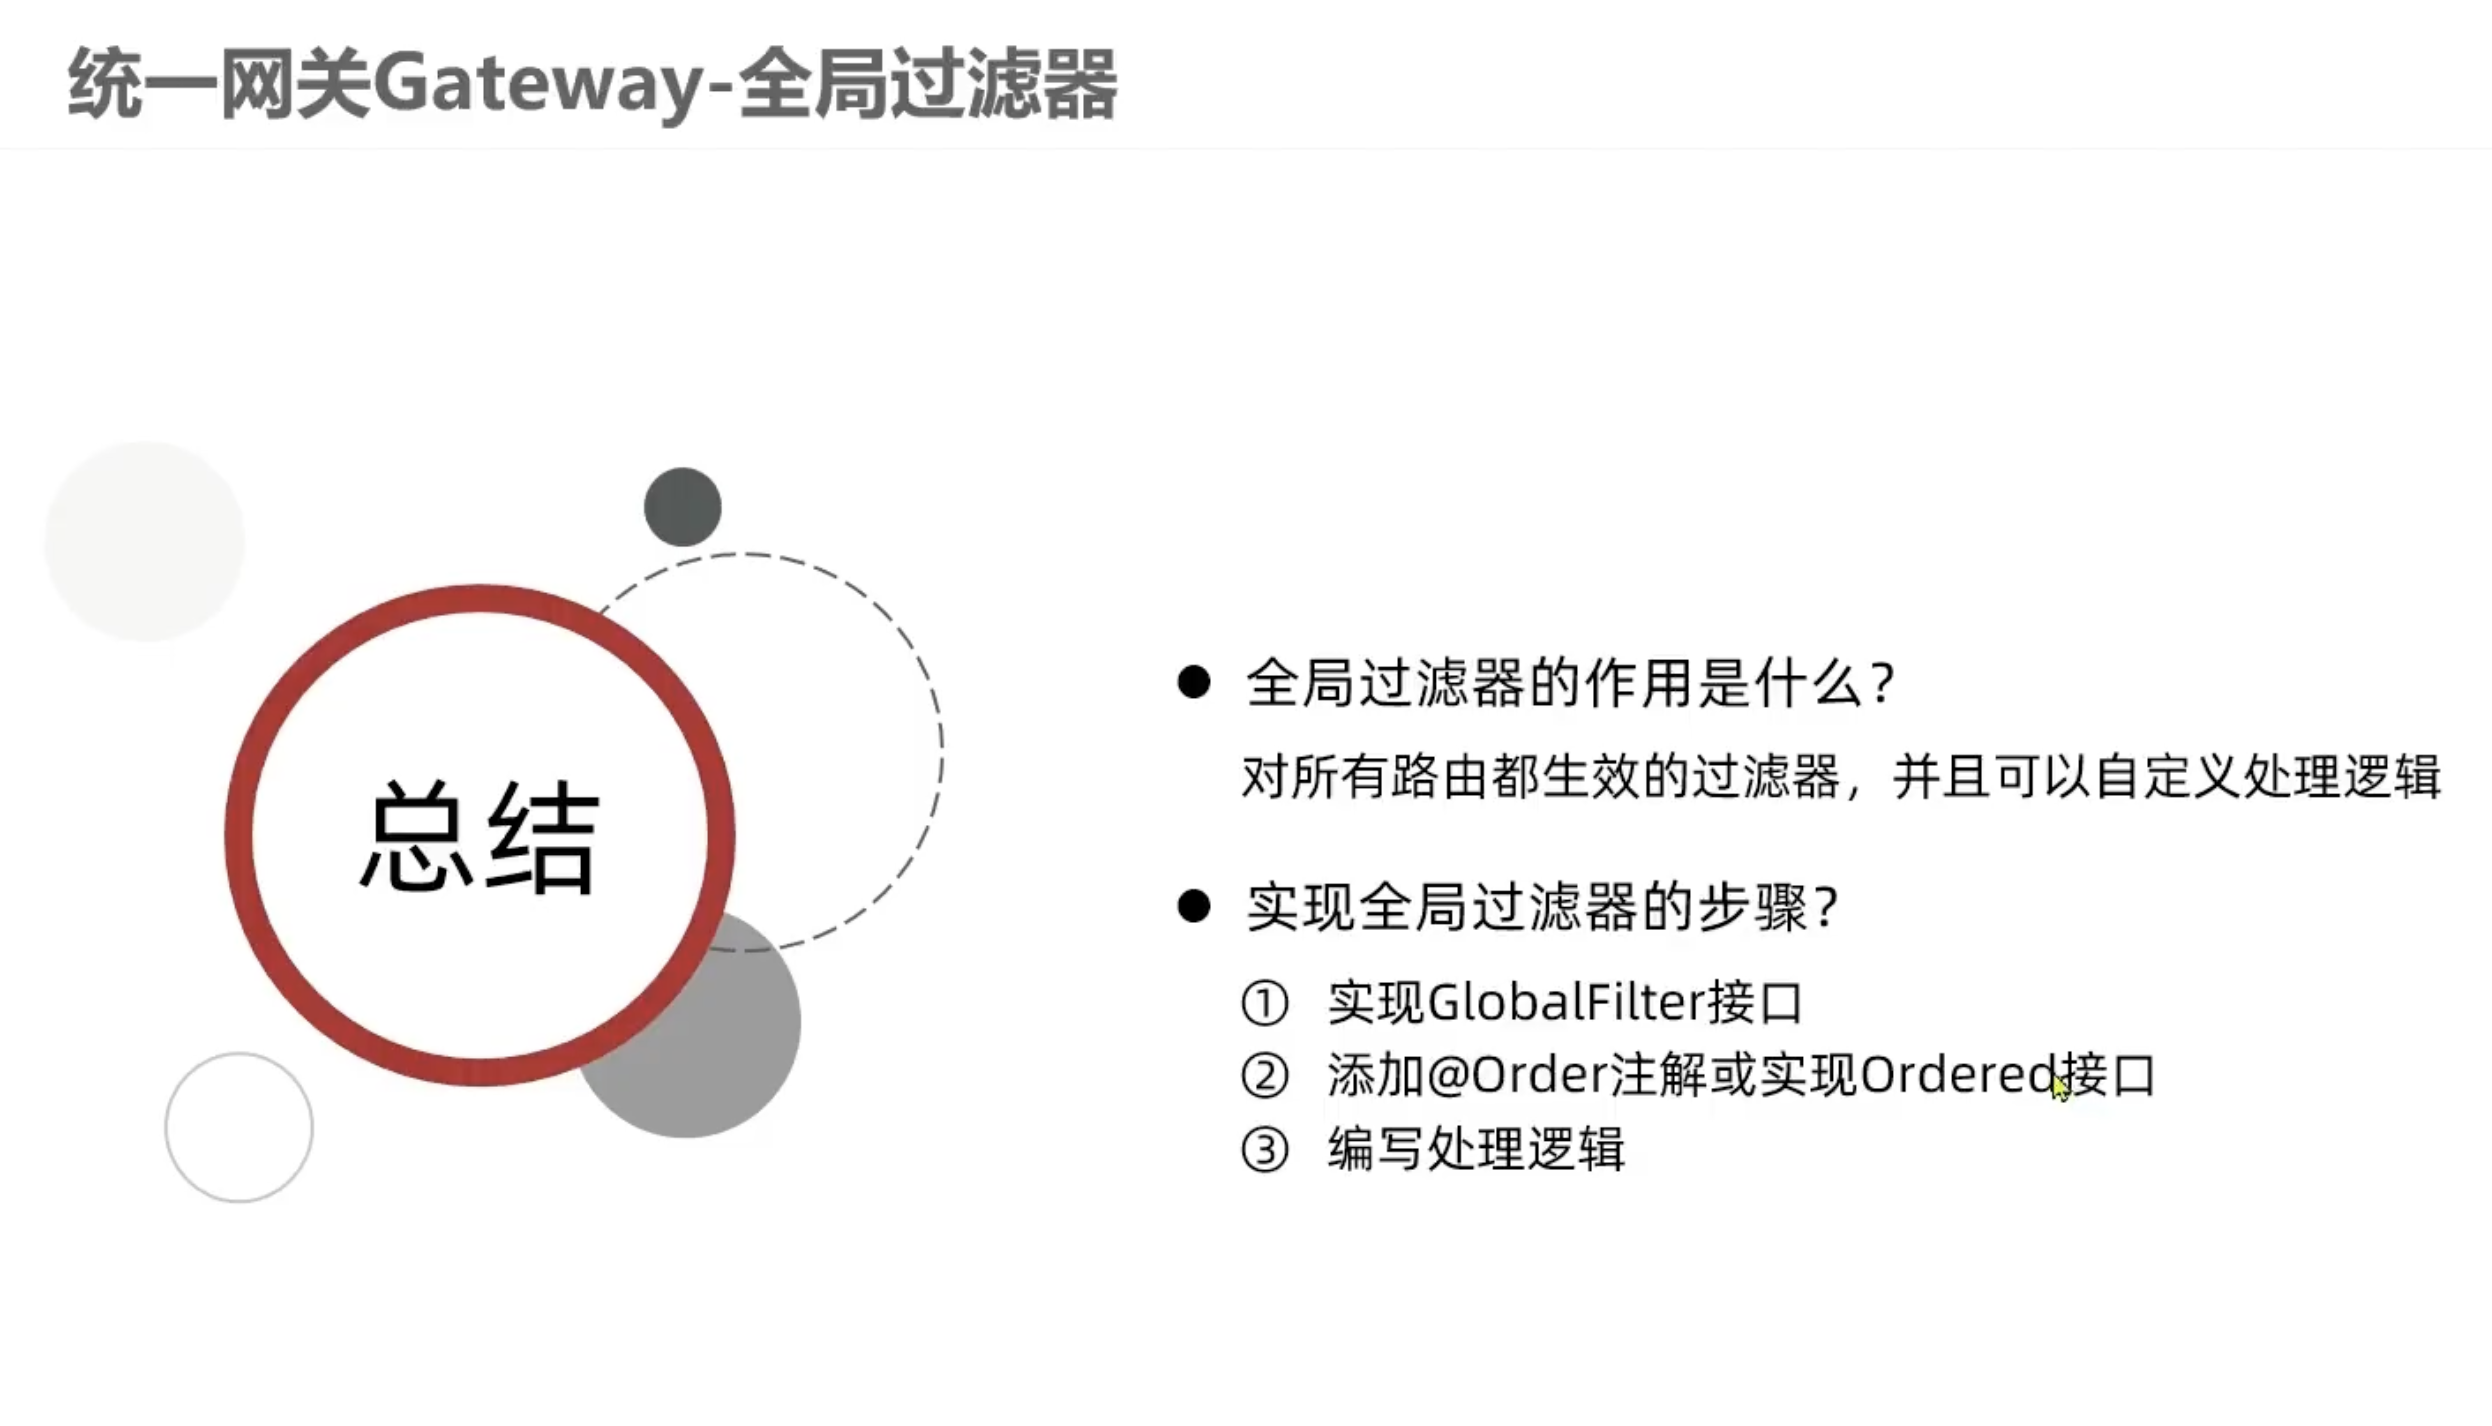 统一网关Gateway-全局过滤器
总结
● 全局过滤器的作用是什么？
对所有路由都生效的过滤器，并且可以自定义处理逻辑
● 实现全局过滤器的步骤？
① 实现GlobalFilter接口
② 添加@Order注解或实现Ordered接口
③ 编写处理逻辑